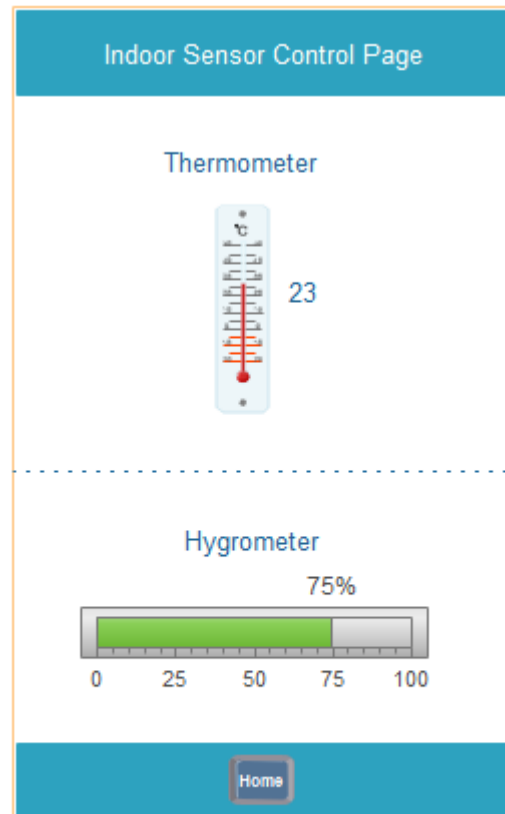 Indoor Sensor Control Page
Thermometer
°C
23
Hygrometer
75%
0 25 50 75 100
Home